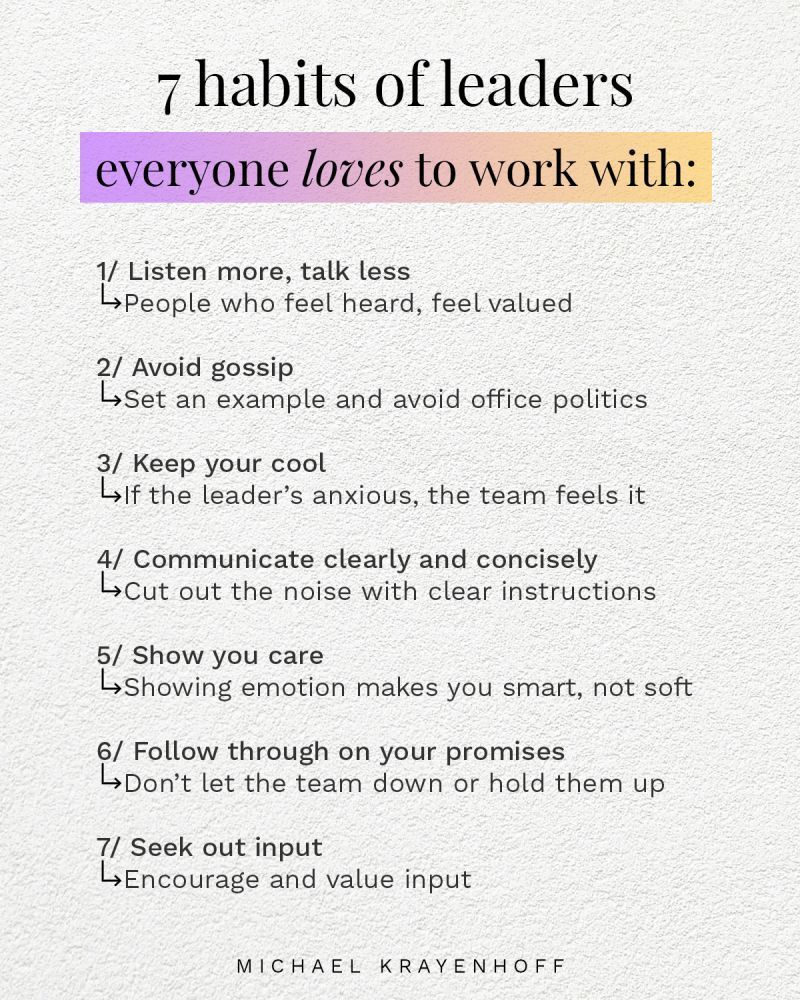 7 habits of leaders
everyone loves to work with:
1/ Listen more, talk less
↳People who feel heard, feel valued
2/ Avoid gossip
↳Set an example and avoid office politics
3/ Keep your cool
↳If the leader’s anxious, the team feels it
4/ Communicate clearly and concisely
↳Cut out the noise with clear instructions
5/ Show you care
↳Showing emotion makes you smart, not soft
6/ Follow through on your promises
↳Don’t let the team down or hold them up
7/ Seek out input
↳Encourage and value input
MICHAEL KRAYENHOFF